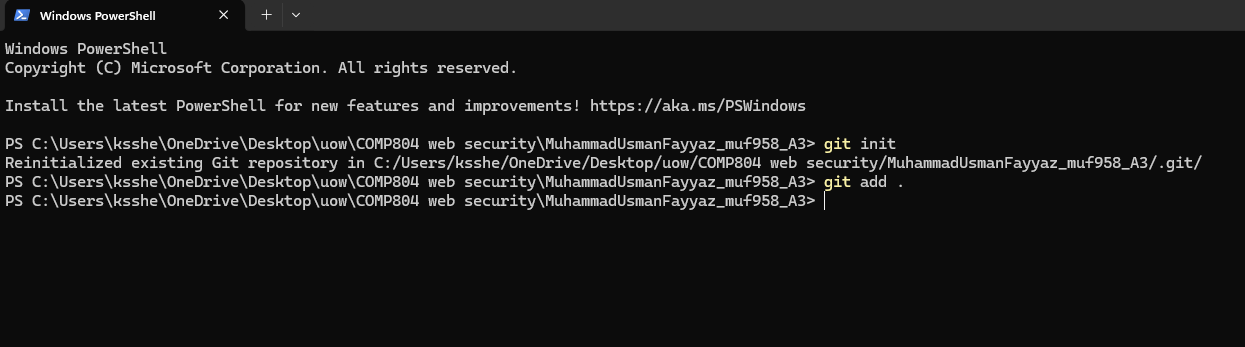 Windows PowerShell
Windows PowerShell
Copyright (C) Microsoft Corporation. All rights reserved.
Install the latest PowerShell for new features and improvements! https://aka.ms/PSWindows
PS C:\Users\ksshe\OneDrive\Desktop\uow\COMP804 web security\MuhammadUsmanFayyaz_muf958_A3> git init
Reinitialized existing Git repository in C:/Users/ksshe/OneDrive/Desktop/uow/COMP804 web security/MuhammadUsmanFayyaz_muf958_A3/.git/
PS C:\Users\ksshe\OneDrive\Desktop\uow\COMP804 web security\MuhammadUsmanFayyaz_muf958_A3> git add .
PS C:\Users\ksshe\OneDrive\Desktop\uow\COMP804 web security\MuhammadUsmanFayyaz_muf958_A3>